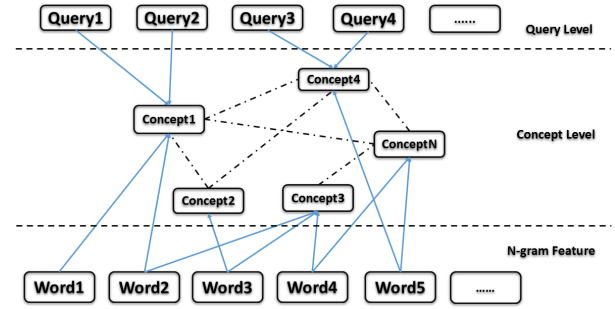 Query1 Query2 Query3 Query4 ......
Query Level
Concept4
Concept1
ConceptN
Concept Level
Concept2 Concept3
N-gram Feature
Word1 Word2 Word3 Word4 Word5 ......